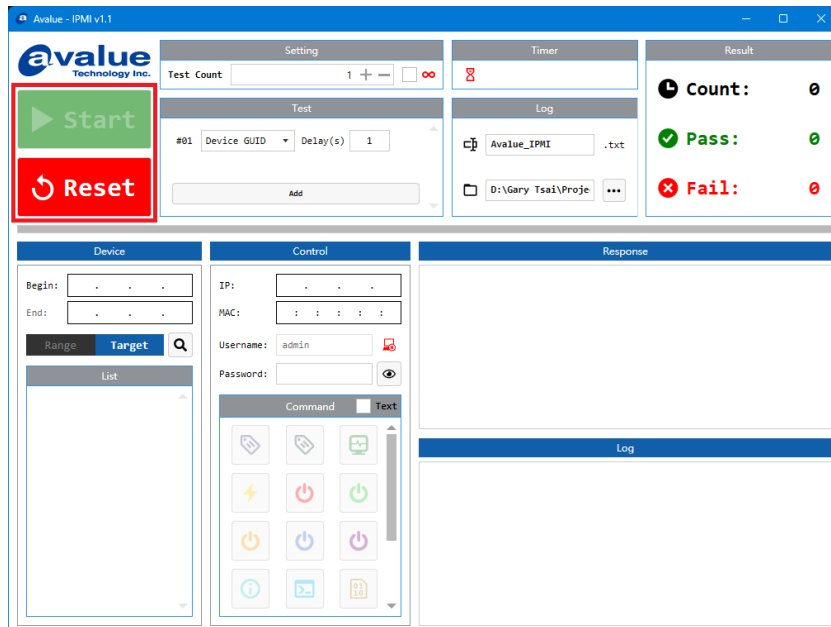 Avalue - IPMI v1.1
avalue
Technology Inc.
Setting
Test Count 1
Timer
Result
Count: 0
Pass: 0
Fail: 0
Start
Reset
Test
#01 Device GUID Delay(s) 1
Add
Log
Avalue_IPMI .txt
D:\Gary Tsai\Proje
Device
Begin: . . .
End: . . .
Range Target
List
Control
IP: . . .
MAC: : : : : :
Username: admin
Password:
Command Text
Response
Log